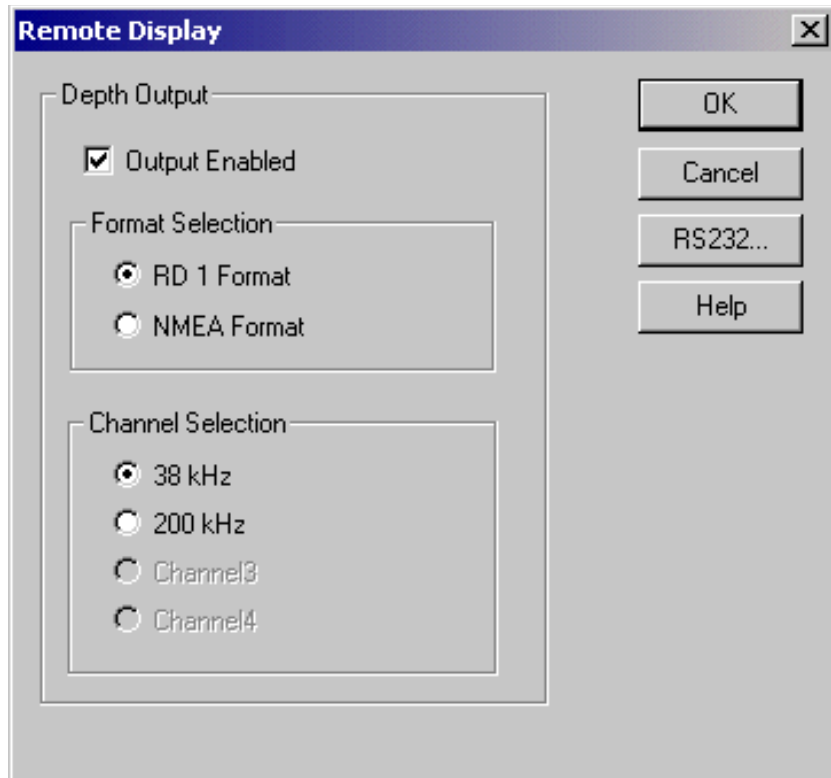 Remote Display
Depth Output
Output Enabled
Format Selection
RD 1 Format
NMEA Format
Channel Selection
38 kHz
200 kHz
Channel3
Channel4
OK
Cancel
RS232...
Help